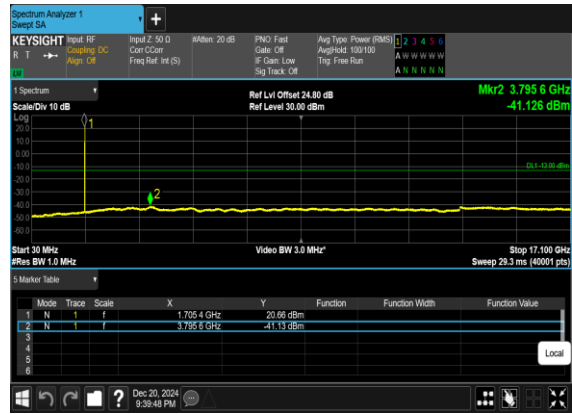 Spectrum Analyzer 1
Swept SA
+
KEYSIGHT Input: RF Input Z: 50 Ω #Atten: 20 dB PNO: Fast Avg Type: Power (RMS) 1 2 3 4 5 6
R T Coupling: DC Corr CCorr Gate: Off Avg|Hold: 100/100 A W W W W W
Align: Off Freq Ref: Int (S) IF Gain: Low Trig: Free Run
Sig Track: Off A N N N N N
1 Spectrum Ref Lvl Offset 24.80 dB Mkr2 3.795 6 GHz
Scale/Div 10 dB Ref Level 30.00 dBm -41.126 dBm
Log
1
20.0
10.0
0.00
-10.0
DL1 -13.00 dBm
-20.0
-30.0
2
-40.0
-50.0
-60.0
Start 30 MHz Video BW 3.0 MHz* Stop 17.100 GHz
#Res BW 1.0 MHz Sweep 29.3 ms (40001 pts)
5 Marker Table
Mode Trace Scale X Y Function Function Width Function Value
1 N 1 f 1.705 4 GHz 20.66 dBm
2 N 1 f 3.795 6 GHz -41.13 dBm
3
4
5
6
Local
?
Dec 20, 2024
9:39:48 PM